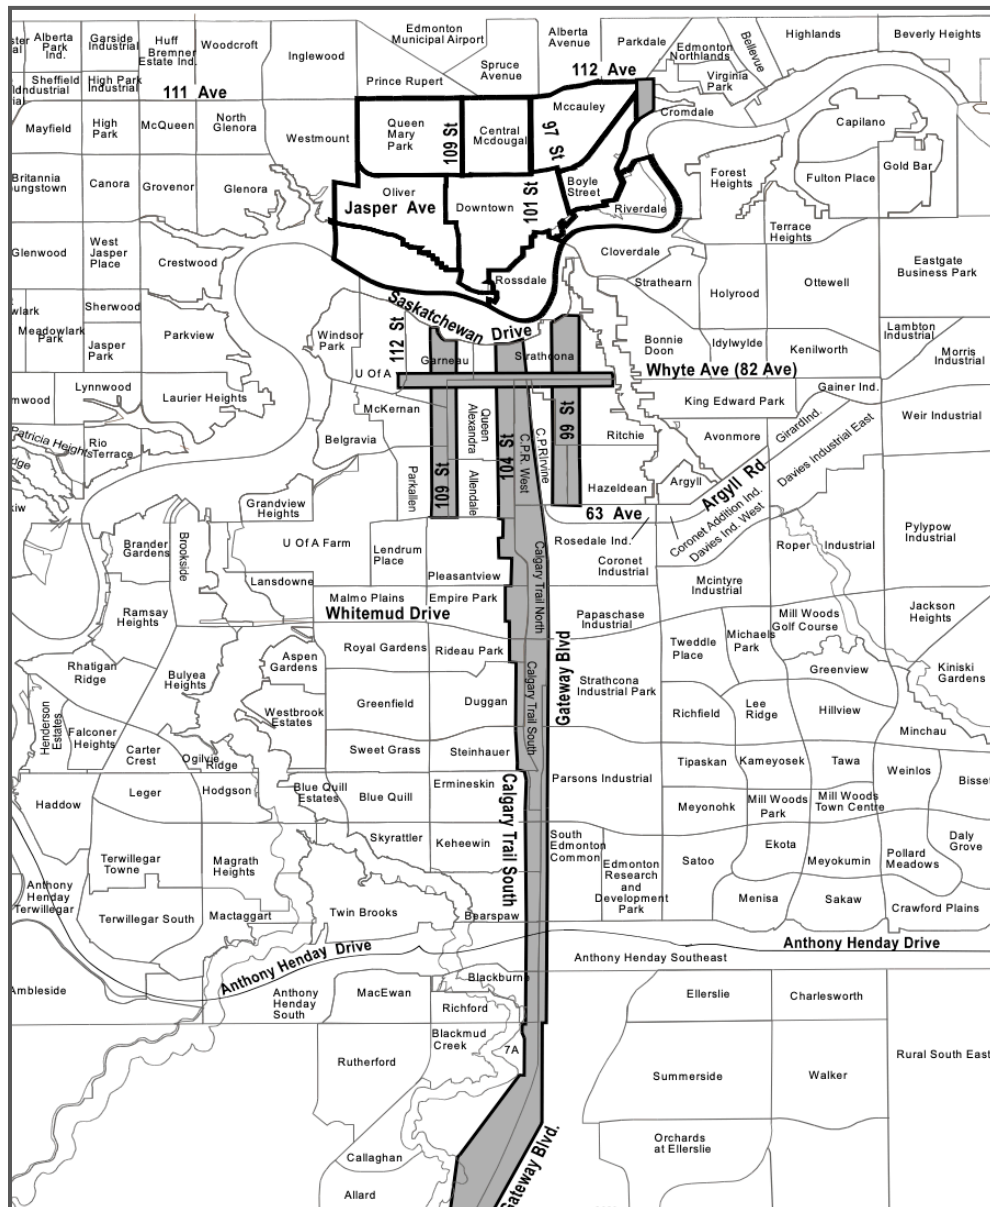 Alberta
Park
Ind.
Garside
Industrial
Huff
Bremner
Estate Ind.
Woodcroft
Inglewood
Edmonton
Municipal Airport
Alberta
Avenue
Parkdale
Edmonton
Northlands
Bellevue
Highlands
Beverly Heights
Spruce
Avenue
Prince Rupert
112 Ave
Virginia
Park
Sheffield
Industrial
High Park
Industrial
111 Ave
Mayfield
High
Park
McQueen
North
Glenora
Westmount
Queen
Mary
Park
109 St
Central
Mcdougal
Mccauley
97 St
Cromdale
Capilano
Britannia
Youngstown
Canora
Grovenor
Glenora
Oliver
Jasper Ave
Downtown
101 St
Boyle
Street
Riverdale
Forest
Heights
Fulton Place
Gold Bar
Terrace
Heights
Glenwood
West
Jasper
Place
Crestwood
Cloverdale
Rossdale
Strathearn
Holyrood
Ottewell
Eastgate
Business Park
Sherwood
Meadowlark
Park
Jasper
Park
Parkview
Windsor
Park
112 St
Saskatchewan Drive
Garneau
Strathcona
Bonnie
Doon
Idylwylde
Kenilworth
Lambton
Industrial
Morris
Industrial
U Of A
Whyte Ave (82 Ave)
Lynnwood
Laurier Heights
McKernan
Queen
Alexandra
104 St
C.P.R. West
C.P.R Irvine
99 St
King Edward Park
Gainer Ind.
Girard Ind.
Weir Industrial
Patricia Heights
Rio
Terrace
Belgravia
Ritchie
Avonmore
Argyll Rd
Davies Industrial East
Parkallen
109 St
Allendale
Hazeldean
Argyll
63 Ave
Grandview
Heights
Rosedale Ind.
Coronet Addition Ind.
Davies Ind. West
Pylypow
Industrial
Brander
Gardens
Brookside
U Of A Farm
Lendrum
Place
Coronet
Industrial
Roper Industrial
Lansdowne
Pleasantview
Calgary Trail North
Mcintyre
Industrial
Malmo Plains
Empire Park
Whitemud Drive
Ramsay
Heights
Papaschase
Industrial
Mill Woods
Golf Course
Jackson
Heights
Aspen
Gardens
Royal Gardens
Rideau Park
Gateway Blvd
Tweddle
Place
Michaels
Park
Greenview
Kiniski
Gardens
Rhatigan
Ridge
Bulyea
Heights
Calgary Trail South
Strathcona
Industrial Park
Henderson
Estates
Falconer
Heights
Westbrook
Estates
Greenfield
Duggan
Richfield
Lee
Ridge
Hillview
Minchau
Carter
Crest
Ogilvie
Ridge
Sweet Grass
Steinhauer
Tipaskan
Kameyosek
Tawa
Weinlos
Bisset
Haddow
Leger
Hodgson
Blue Quill
Estates
Blue Quill
Ermineskin
Calgary Trail South
Parsons Industrial
Meyonohk
Mill Woods
Park
Mill Woods
Town Centre
Skyrattler
Keheewin
South
Edmonton
Common
Edmonton
Research
and
Development
Park
Satoo
Ekota
Meyokumin
Pollard
Meadows
Daly
Grove
Terwillegar
Towne
Magrath
Heights
Anthony
Henday
Terwillegar
Terwillegar South
Mactaggart
Twin Brooks
Bearspaw
Menisa
Sakaw
Crawford Plains
Anthony Henday Drive
Anthony Henday Drive
Anthony Henday Southeast
Ambleside
Anthony
Henday
South
MacEwan
Blackburne
Richford
Ellerslie
Charlesworth
Blackmud
Creek
7A
Rutherford
Summerside
Walker
Rural South East
Callaghan
Allard
Gateway Blvd.
Orchards
at Ellerslie